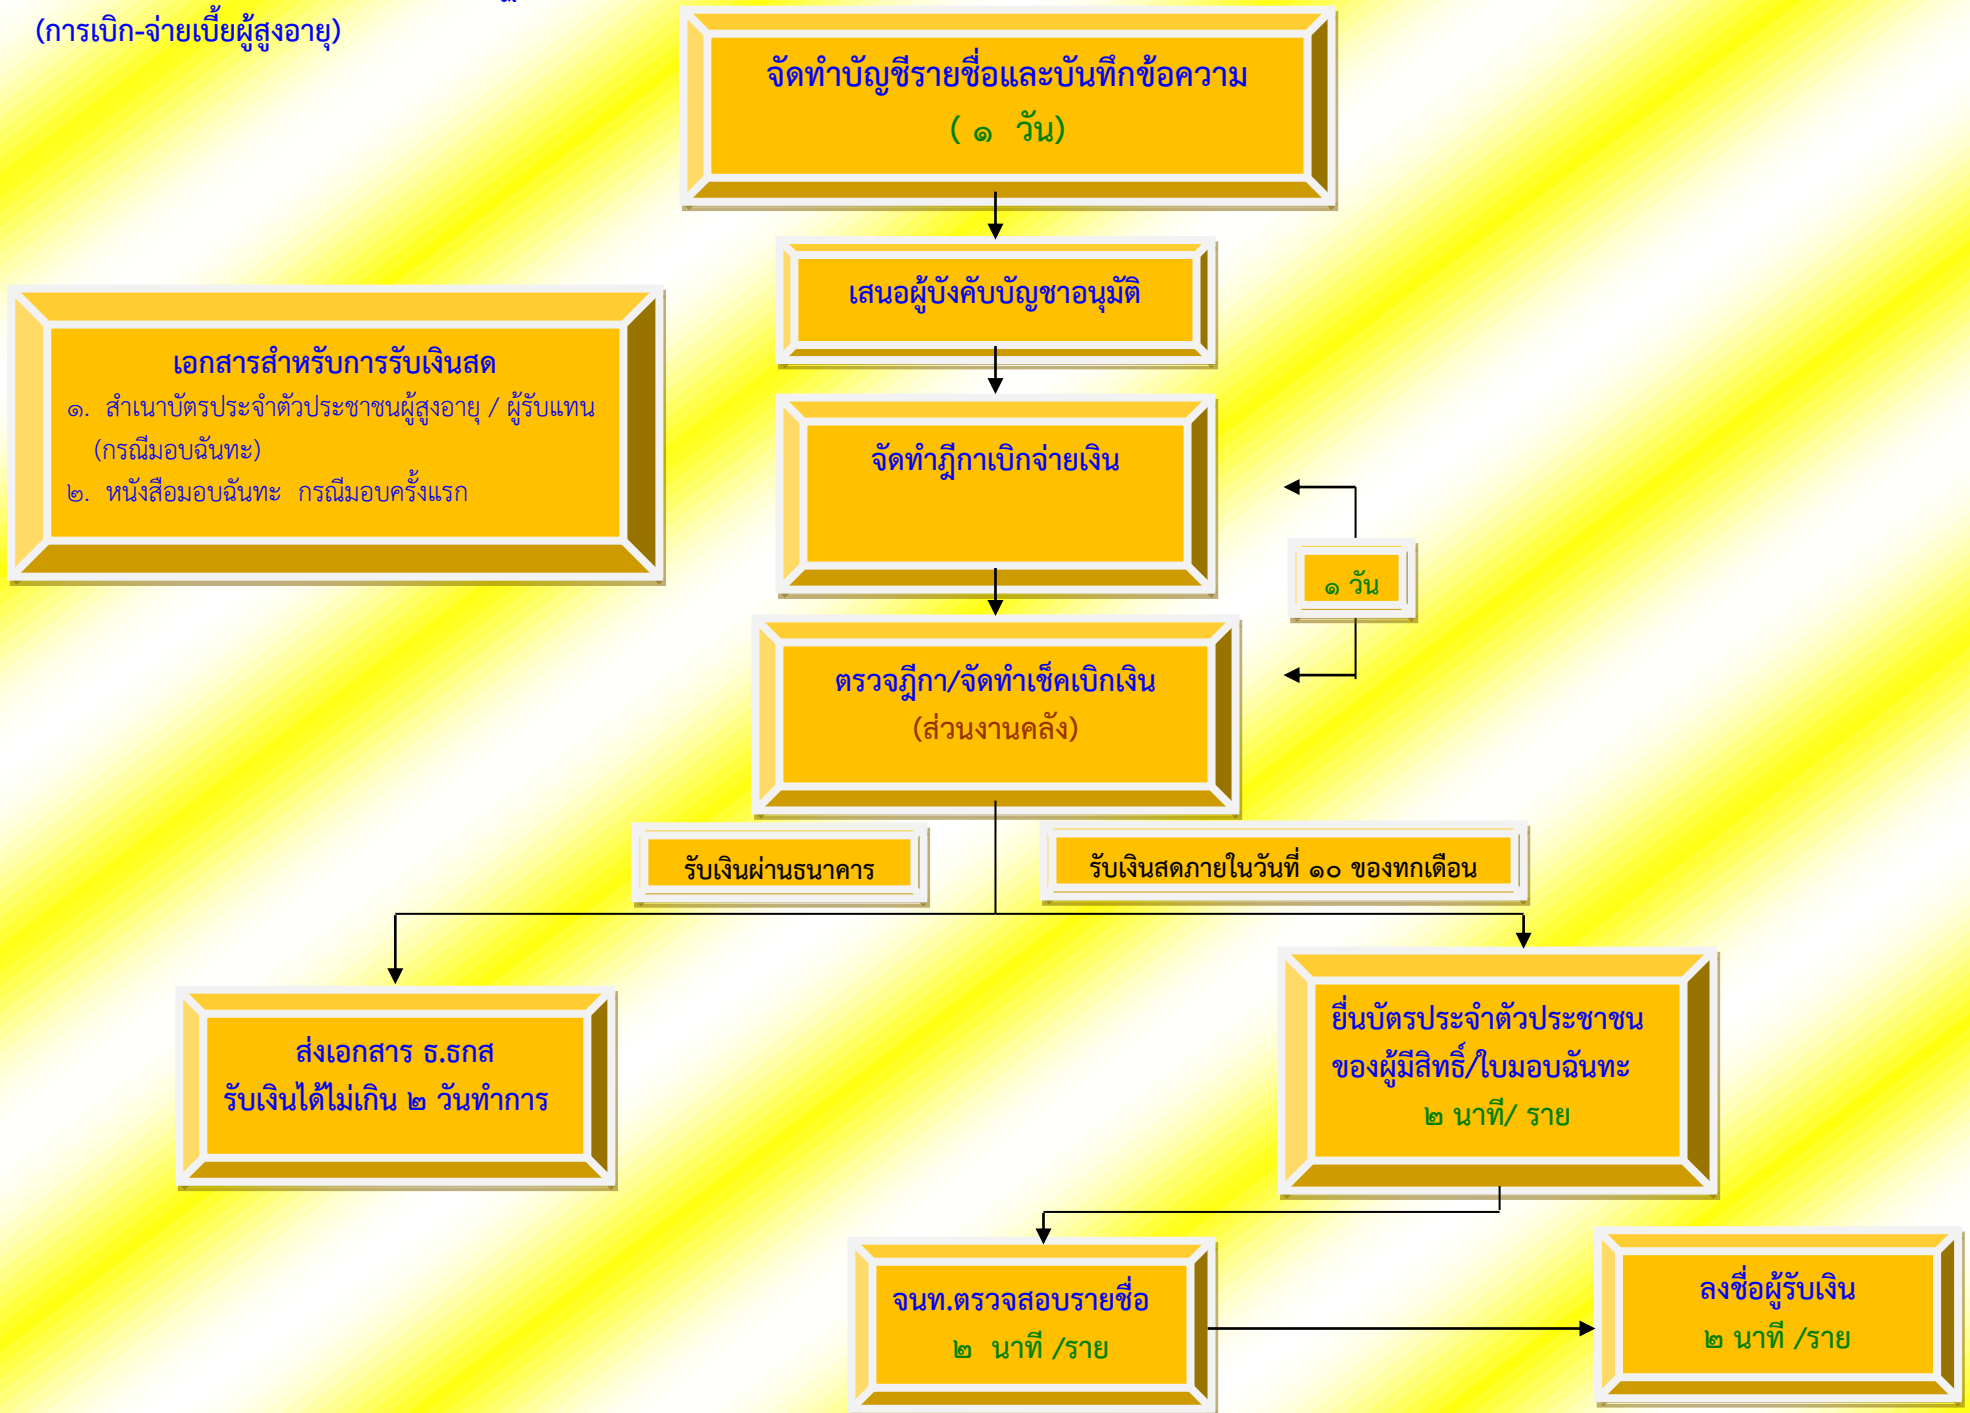 (การเบิก-จ่ายเบี้ยผู้สูงอายุ)
จัดทำบัญชีรายชื่อและบันทึกข้อความ
( ๑ วัน)
เสนอผู้บังคับบัญชาอนุมัติ
เอกสารสำหรับการรับเงินสด
๑. สำเนาบัตรประจำตัวประชาชนผู้สูงอายุ / ผู้รับแทน
(กรณีมอบฉันทะ)
๒. หนังสือมอบฉันทะ กรณีมอบครั้งแรก
จัดทำฎีกาเบิกจ่ายเงิน
๑ วัน
ตรวจฎีกา/จัดทำเช็คเบิกเงิน
(ส่วนงานคลัง)
รับเงินผ่านธนาคาร
รับเงินสดภายในวันที่ ๑๐ ของทกเดือน
ส่งเอกสาร ธ.ธกส
รับเงินได้ไม่เกิน ๒ วันทำการ
ยื่นบัตรประจำตัวประชาชน
ของผู้มีสิทธิ์/ใบมอบฉันทะ
๒ นาที/ ราย
จนท.ตรวจสอบรายชื่อ
๒ นาที /ราย
ลงชื่อผู้รับเงิน
๒ นาที /ราย